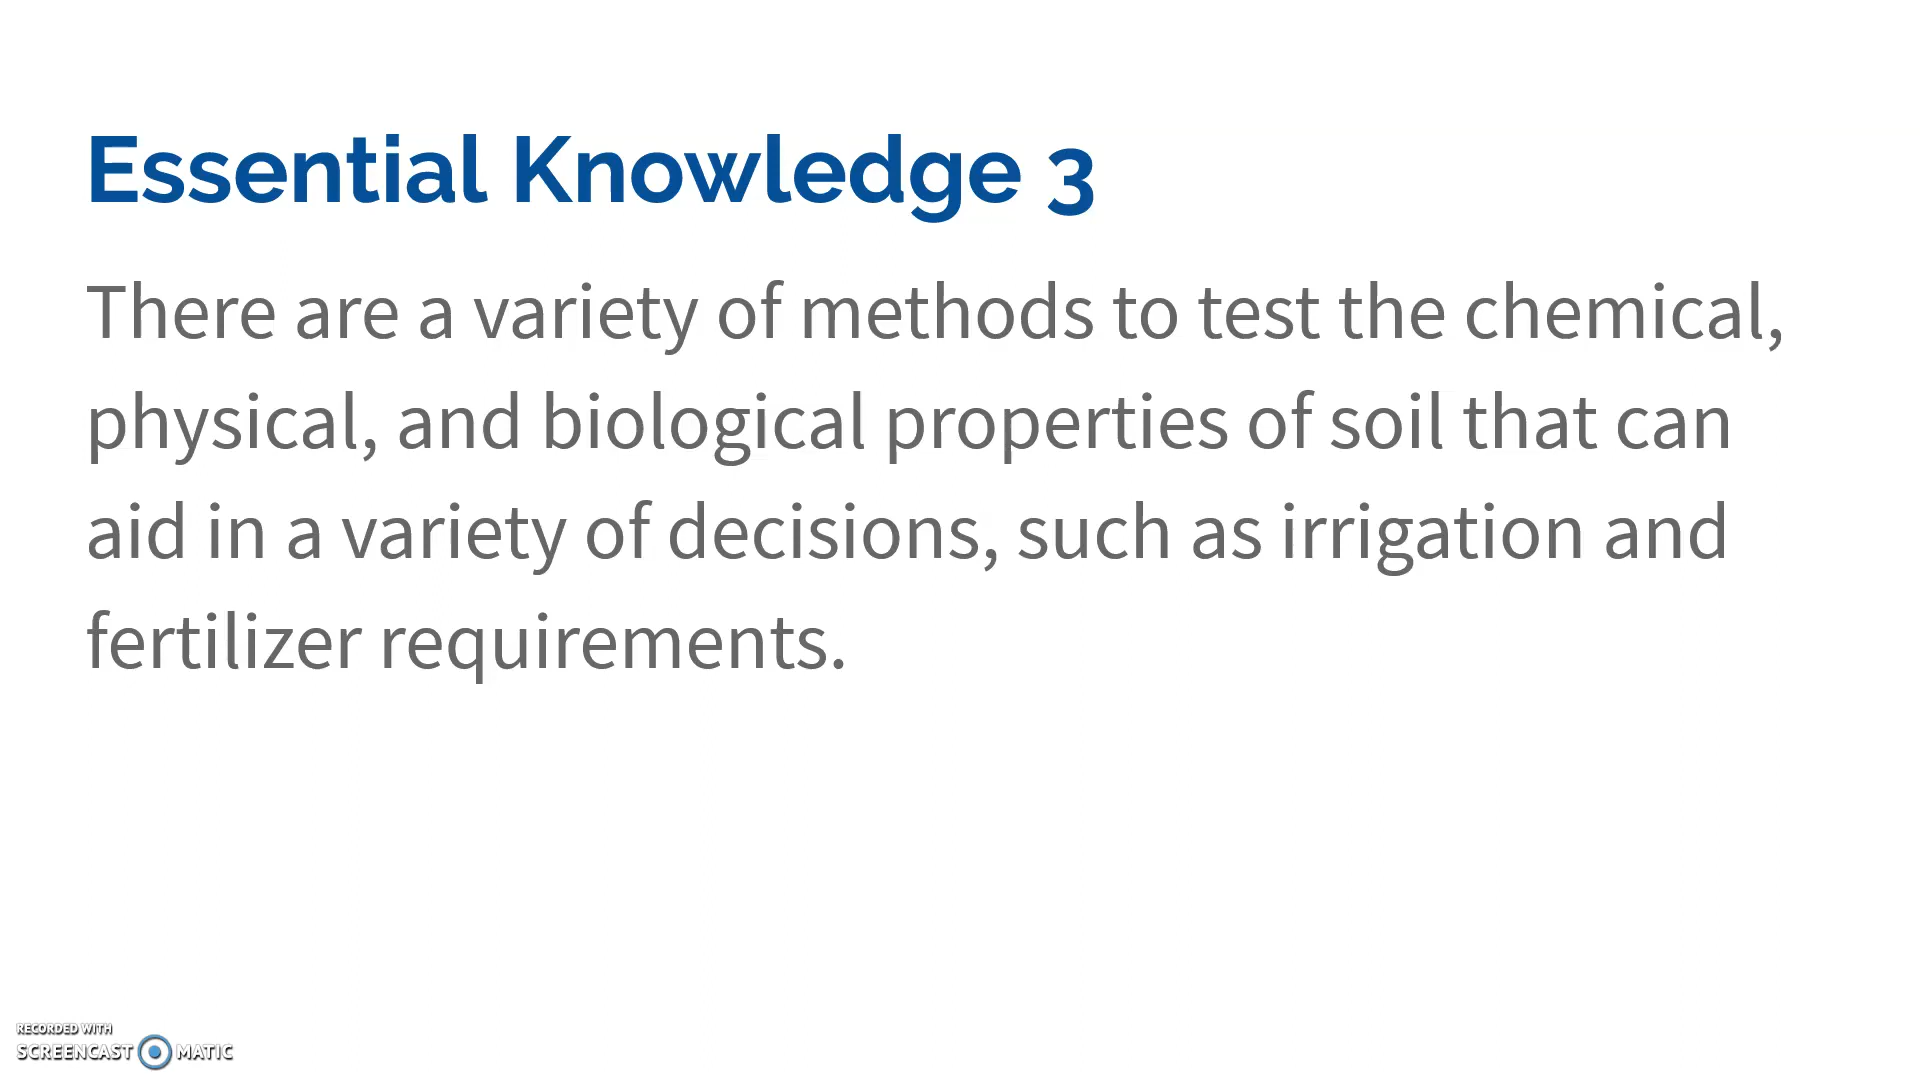 Essential Knowledge 3
There are a variety of methods to test the chemical,
physical, and biological properties of soil that can
aid in a variety of decisions, such as irrigation and
fertilizer requirements.
RECORDED WITH
SCREENCAST MATIC